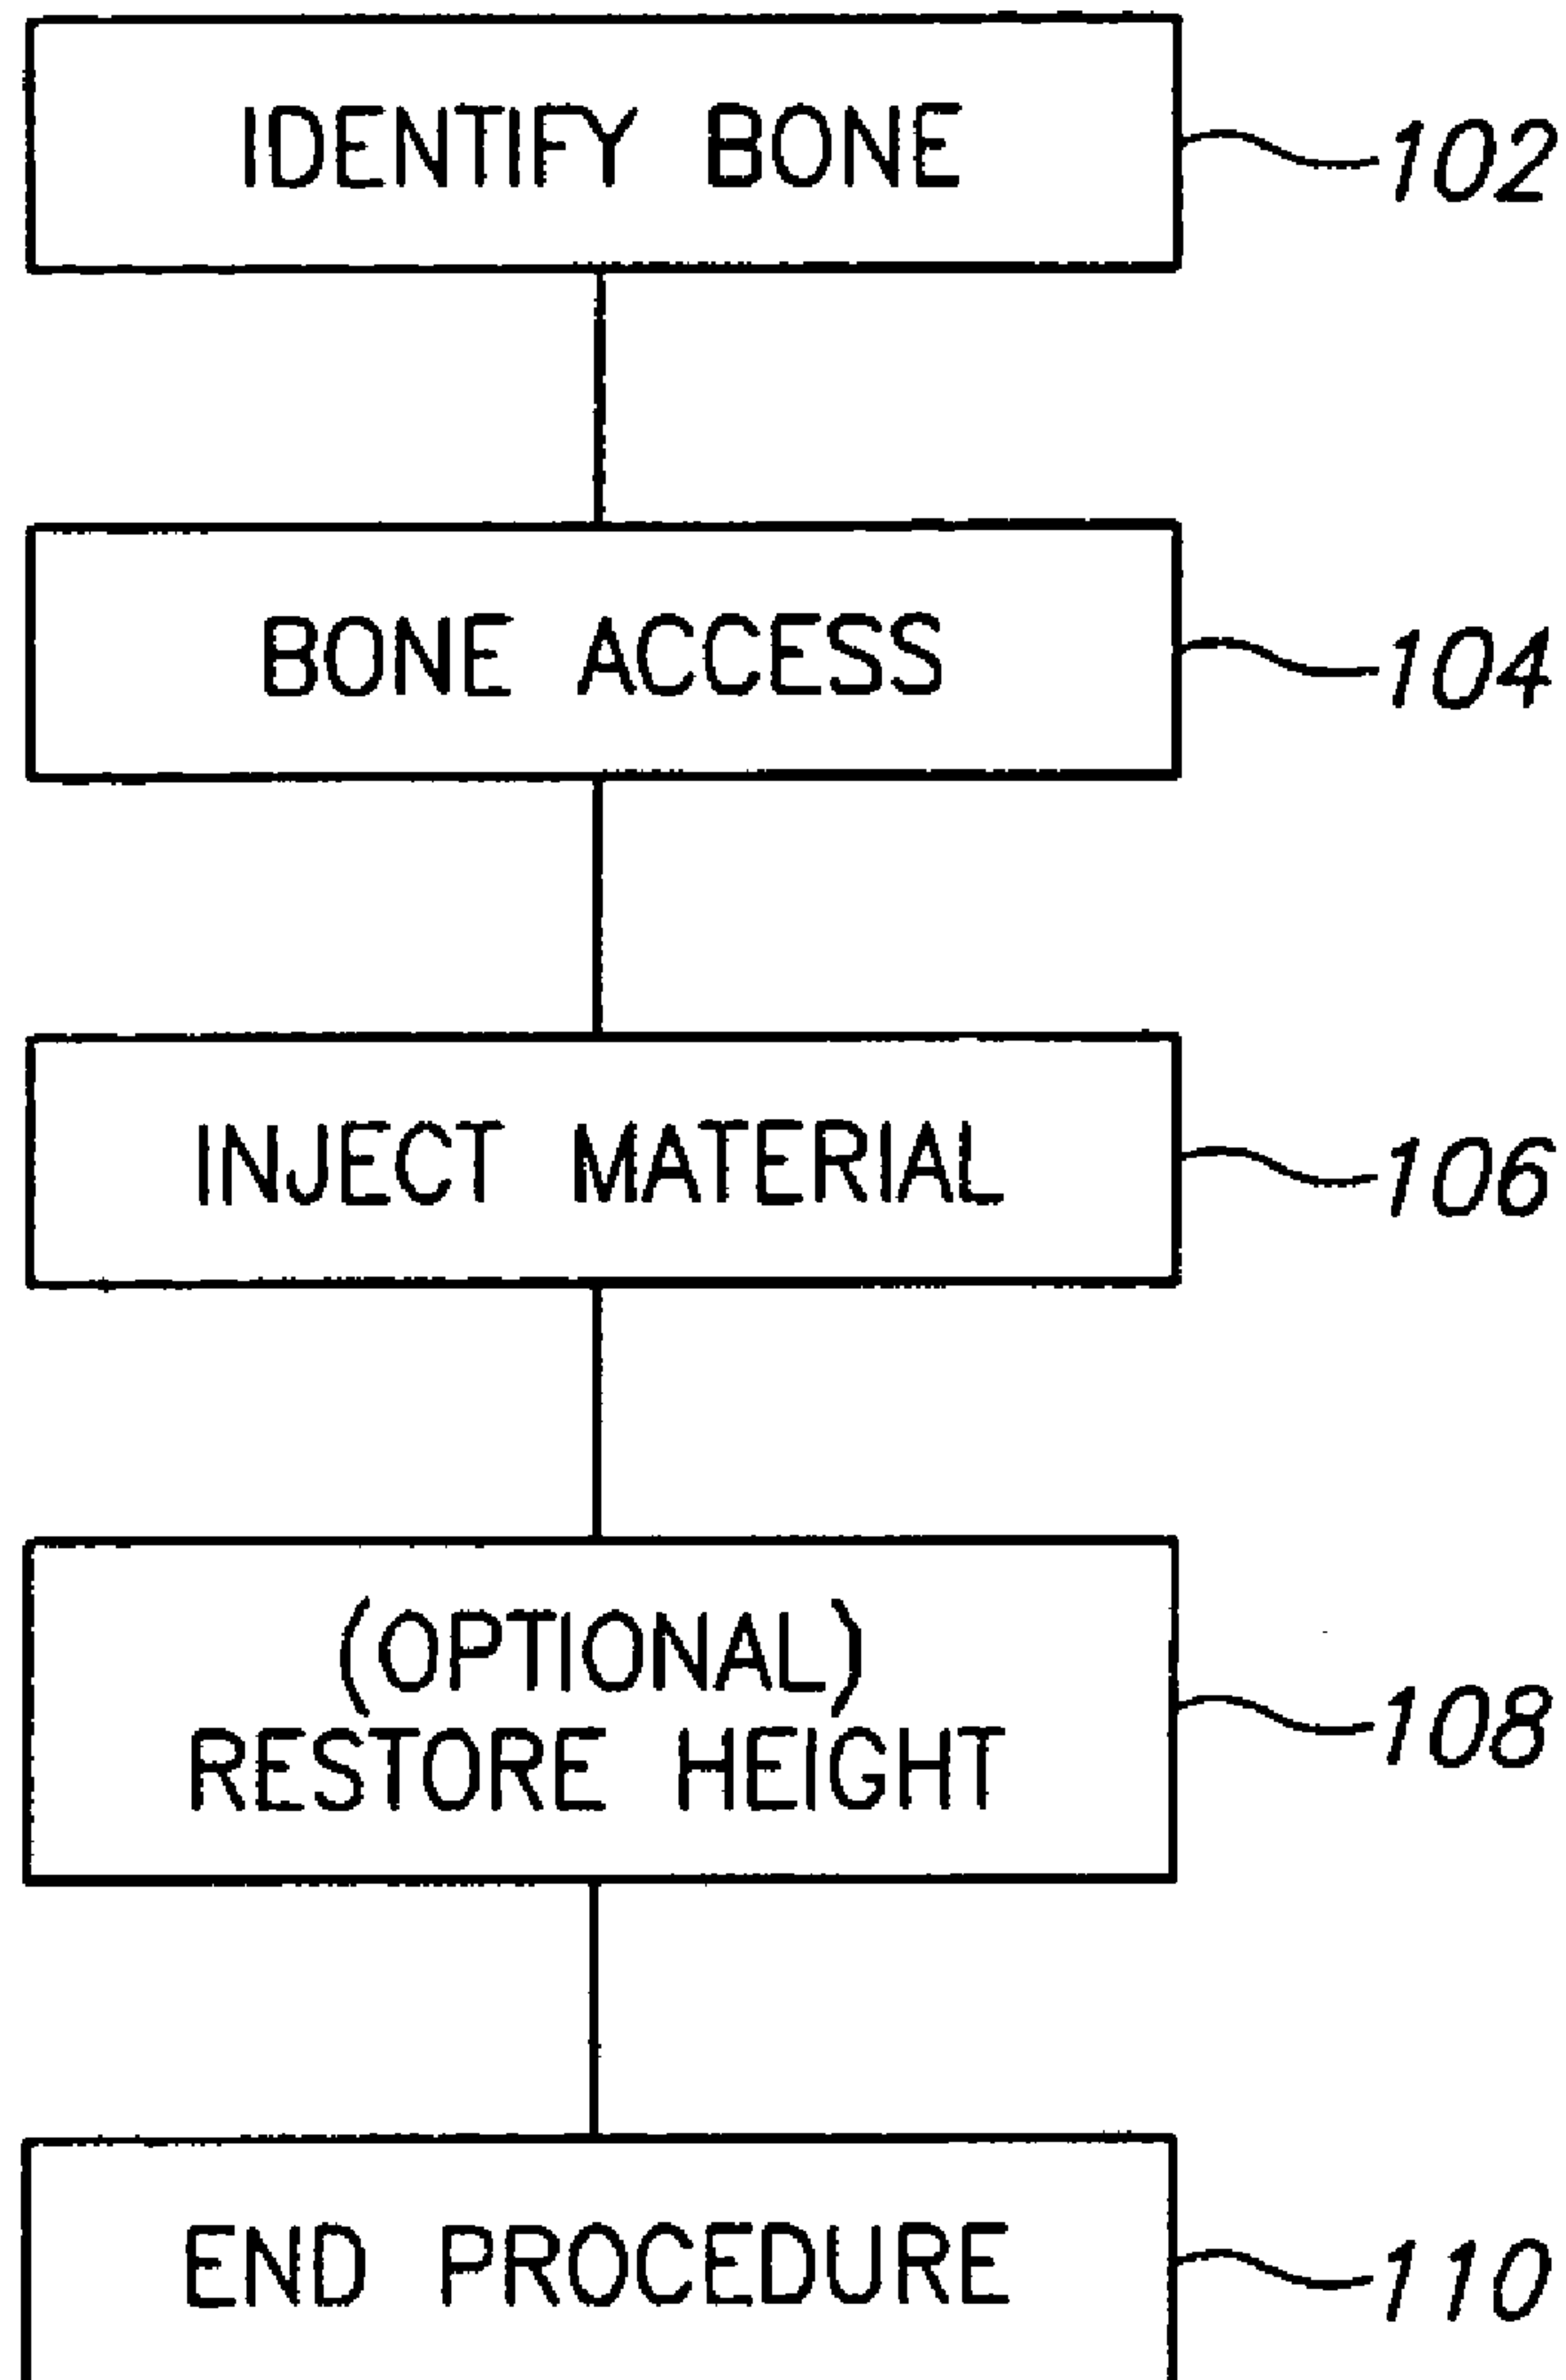 IDENTIFY BONE
102
BONE ACCESS
104
INJECT MATERIAL
106
(OPTIONAL)
RESTORE HEIGHT
108
END PROCEDURE
110